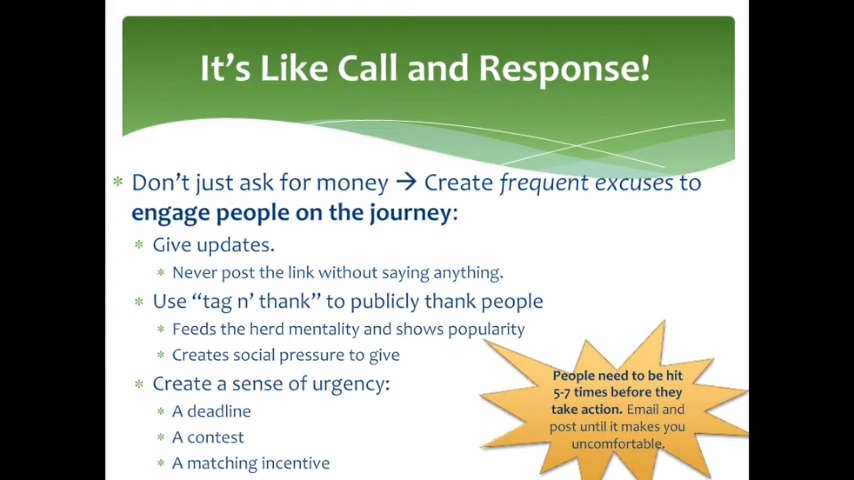 It's Like Call and Response!
Don't just ask for money → Create frequent excuses to
engage people on the journey:
Give updates.
Never post the link without saying anything.
Use “tag n' thank” to publicly thank people
Feeds the herd mentality and shows popularity
Creates social pressure to give
Create a sense of urgency:
A deadline
A contest
A matching incentive
People need to be hit
5-7 times before they
take action. Email and
post until it makes you
uncomfortable.